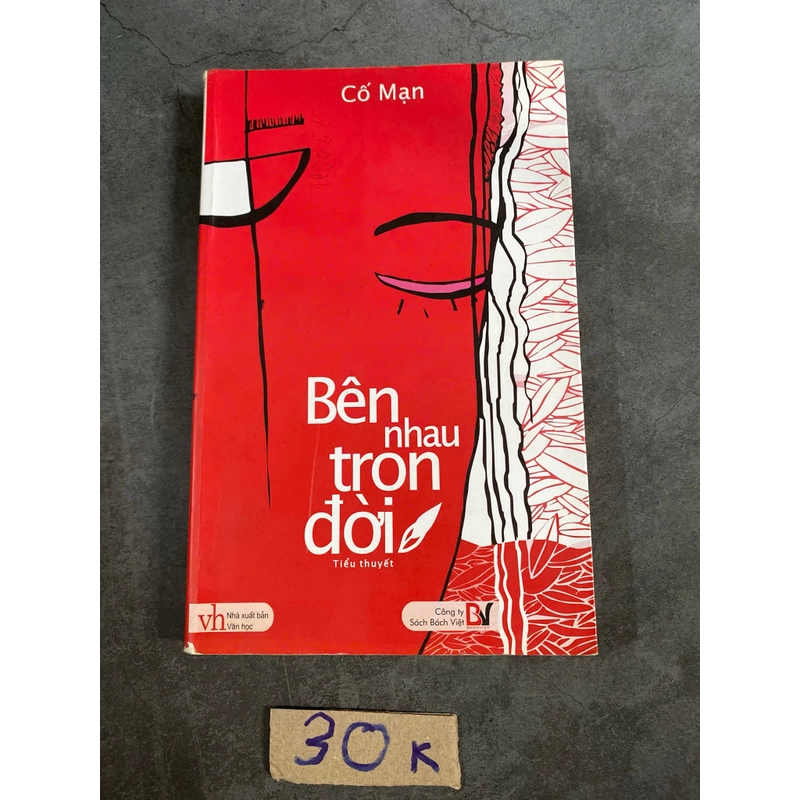 Cố Mạn
Bên
nhau
trọn
đời
Tiểu thuyết
vh Nhà xuất bản
Văn học
Công ty
Sách Bách Việt
BV
30 K